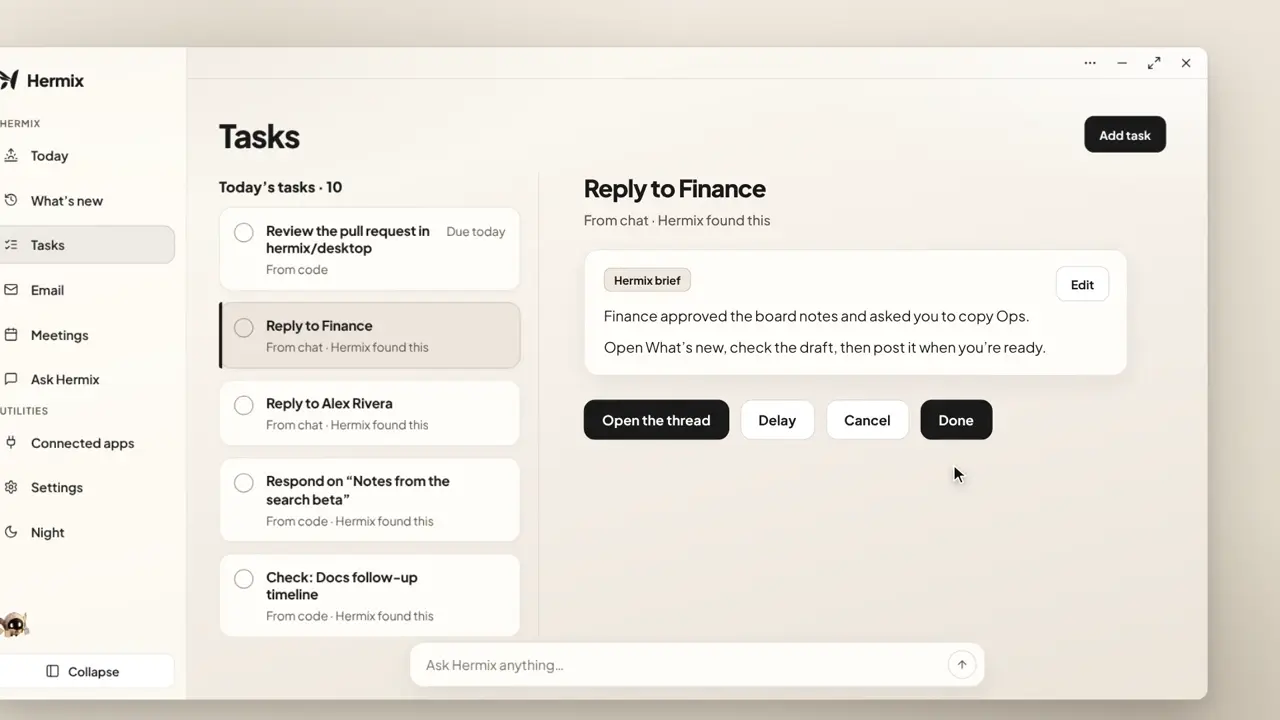 Hermix
HERMIX
Today
What's new
Tasks
Email
Meetings
Ask Hermix
UTILITIES
Connected apps
Settings
Night
Collapse
Tasks
Add task
Today's tasks · 10
Review the pull request in
hermix/desktop
Due today
From code
Reply to Finance
From chat · Hermix found this
Reply to Alex Rivera
From chat · Hermix found this
Respond on “Notes from the
search beta”
From code · Hermix found this
Check: Docs follow-up
timeline
From code · Hermix found this
Reply to Finance
From chat · Hermix found this
Hermix brief
Edit
Finance approved the board notes and asked you to copy Ops.
Open What's new, check the draft, then post it when you're ready.
Open the thread
Delay
Cancel
Done
Ask Hermix anything...